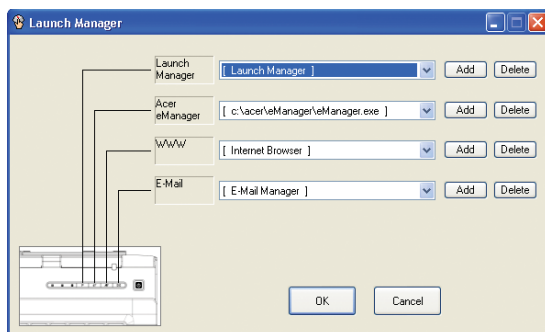 Launch Manager
Launch
Manager
[ Launch Manager ]
Add
Delete
Acer
eManager
[ c:\acer\eManager\eManager.exe ]
Add
Delete
WWW
[ Internet Browser ]
Add
Delete
E-Mail
[ E-Mail Manager ]
Add
Delete
OK
Cancel